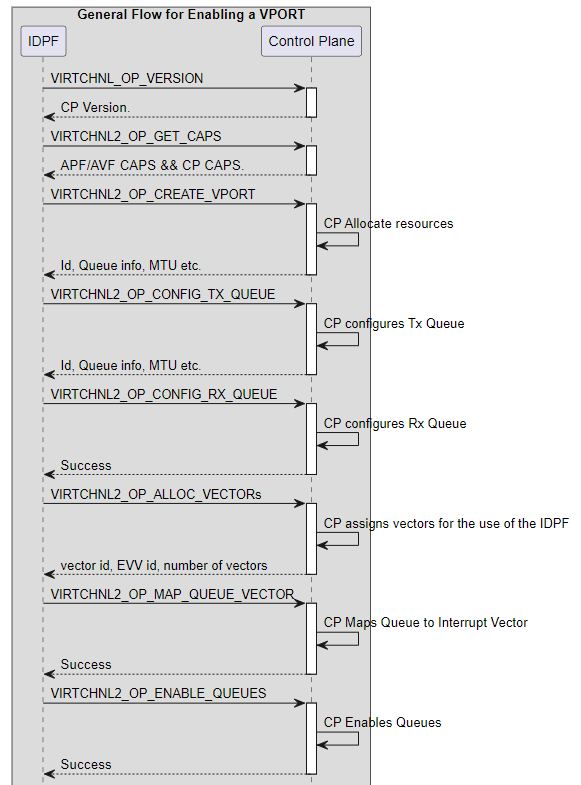 General Flow for Enabling a VPORT
IDPF
Control Plane
VIRTCHNL_OP_VERSION
CP Version.
VIRTCHNL2_OP_GET_CAPS
APF/AVF CAPS && CP CAPS.
VIRTCHNL2_OP_CREATE_VPORT
CP Allocate resources
Id, Queue info, MTU etc.
VIRTCHNL2_OP_CONFIG_TX_QUEUE
CP configures Tx Queue
Id, Queue info, MTU etc.
VIRTCHNL2_OP_CONFIG_RX_QUEUE
CP configures Rx Queue
Success
VIRTCHNL2_OP_ALLOC_VECTORs
CP assigns vectors for the use of the IDPF
vector id, EVV id, number of vectors
VIRTCHNL2_OP_MAP_QUEUE_VECTOR
CP Maps Queue to Interrupt Vector
Success
VIRTCHNL2_OP_ENABLE_QUEUES
CP Enables Queues
Success